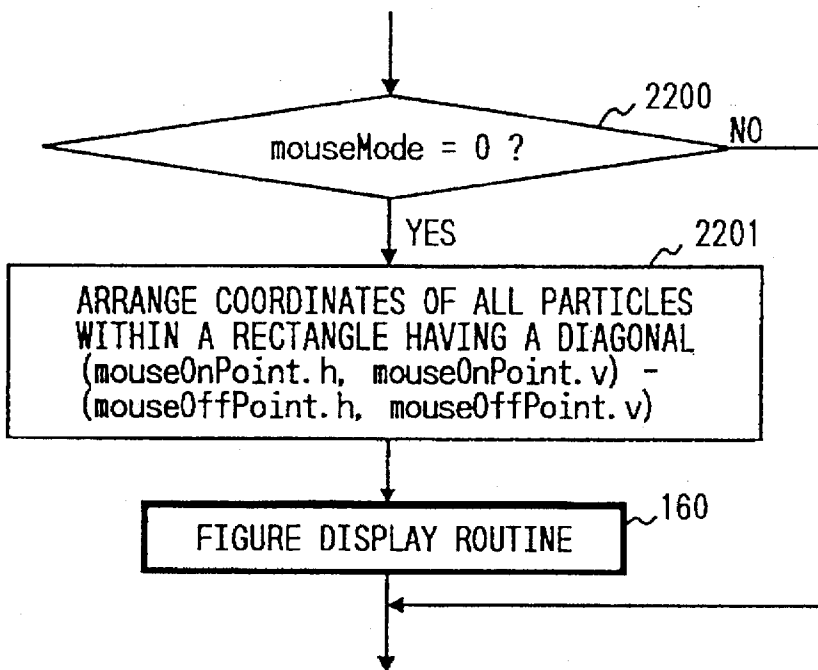 2200
mouseMode = 0 ?
NO
YES
2201
ARRANGE COORDINATES OF ALL PARTICLES
WITHIN A RECTANGLE HAVING A DIAGONAL
(mouseOnPoint.h, mouseOnPoint.v) -
(mouseOffPoint.h, mouseOffPoint.v)
160
FIGURE DISPLAY ROUTINE